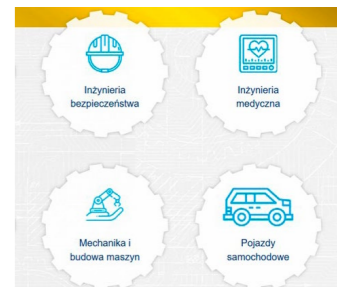 Inżynieria
bezpieczeństwa
Inżynieria
medyczna
Mechanika i
budowa maszyn
Pojazdy
samochodowe